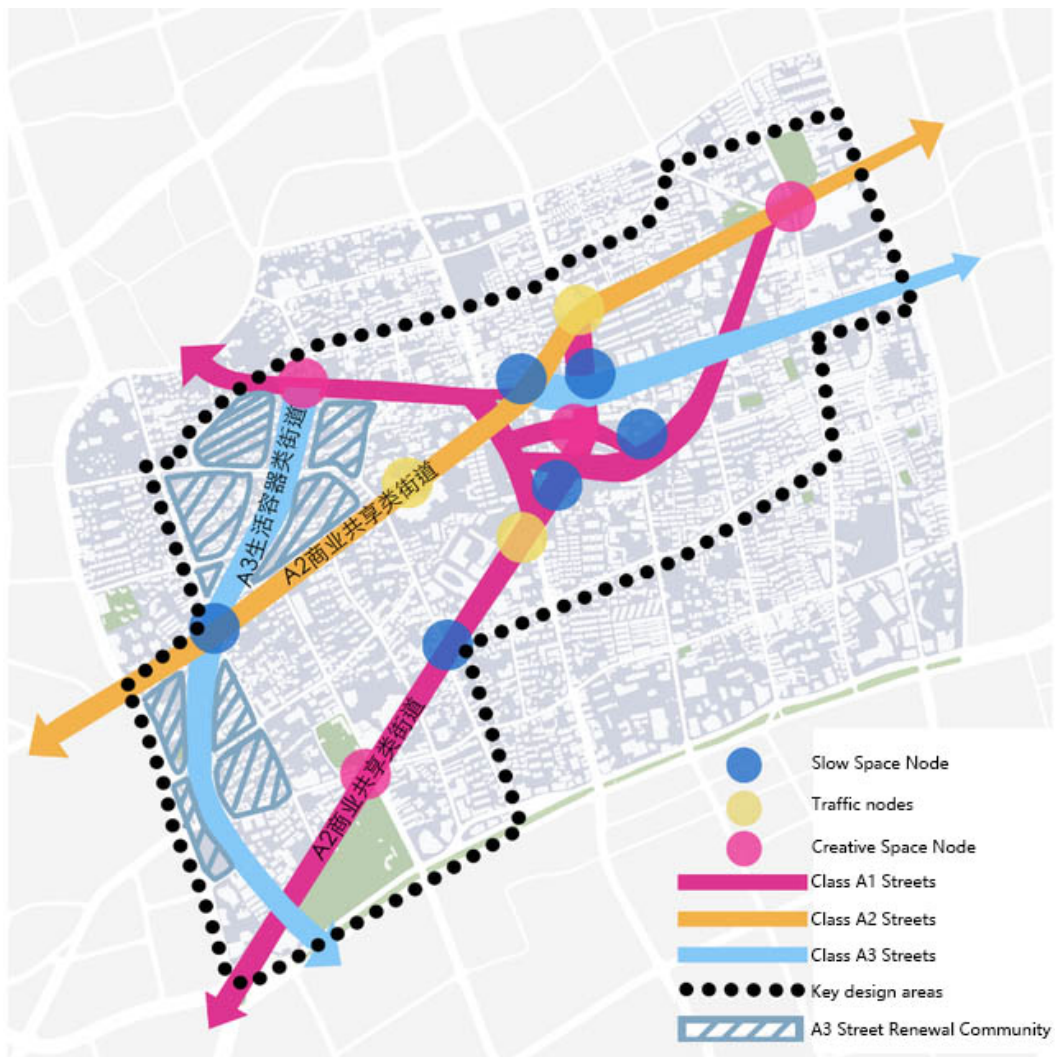 A3生活容器类街道
A2商业共享类街道
A2商业共享类街道
Slow Space Node
Traffic nodes
Creative Space Node
Class A1 Streets
Class A2 Streets
Class A3 Streets
Key design areas
A3 Street Renewal Community